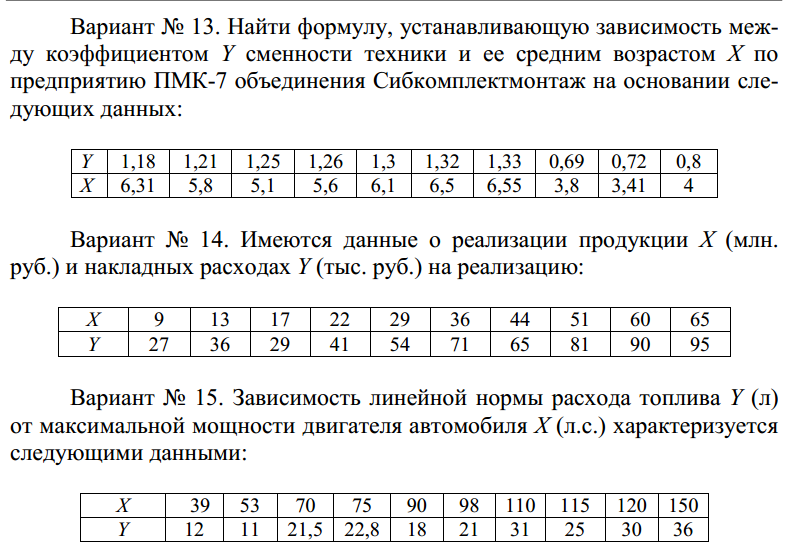 Вариант № 13. Найти формулу, устанавливающую зависимость меж-
ду коэффициентом Y сменности техники и ее средним возрастом X по
предприятию ПМК-7 объединения Сибкомплектмонтаж на основании сле-
дующих данных:
Y 1,18 1,21 1,25 1,26 1,3 1,32 1,33 0,69 0,72 0,8
X 6,31 5,8 5,1 5,6 6,1 6,5 6,55 3,8 3,41 4
Вариант № 14. Имеются данные о реализации продукции X (млн.
руб.) и накладных расходах Y (тыс. руб.) на реализацию:
X 9 13 17 22 29 36 44 51 60 65
Y 27 36 29 41 54 71 65 81 90 95
Вариант № 15. Зависимость линейной нормы расхода топлива Y (л)
от максимальной мощности двигателя автомобиля X (л.с.) характеризуется
следующими данными:
X 39 53 70 75 90 98 110 115 120 150
Y 12 11 21,5 22,8 18 21 31 25 30 36